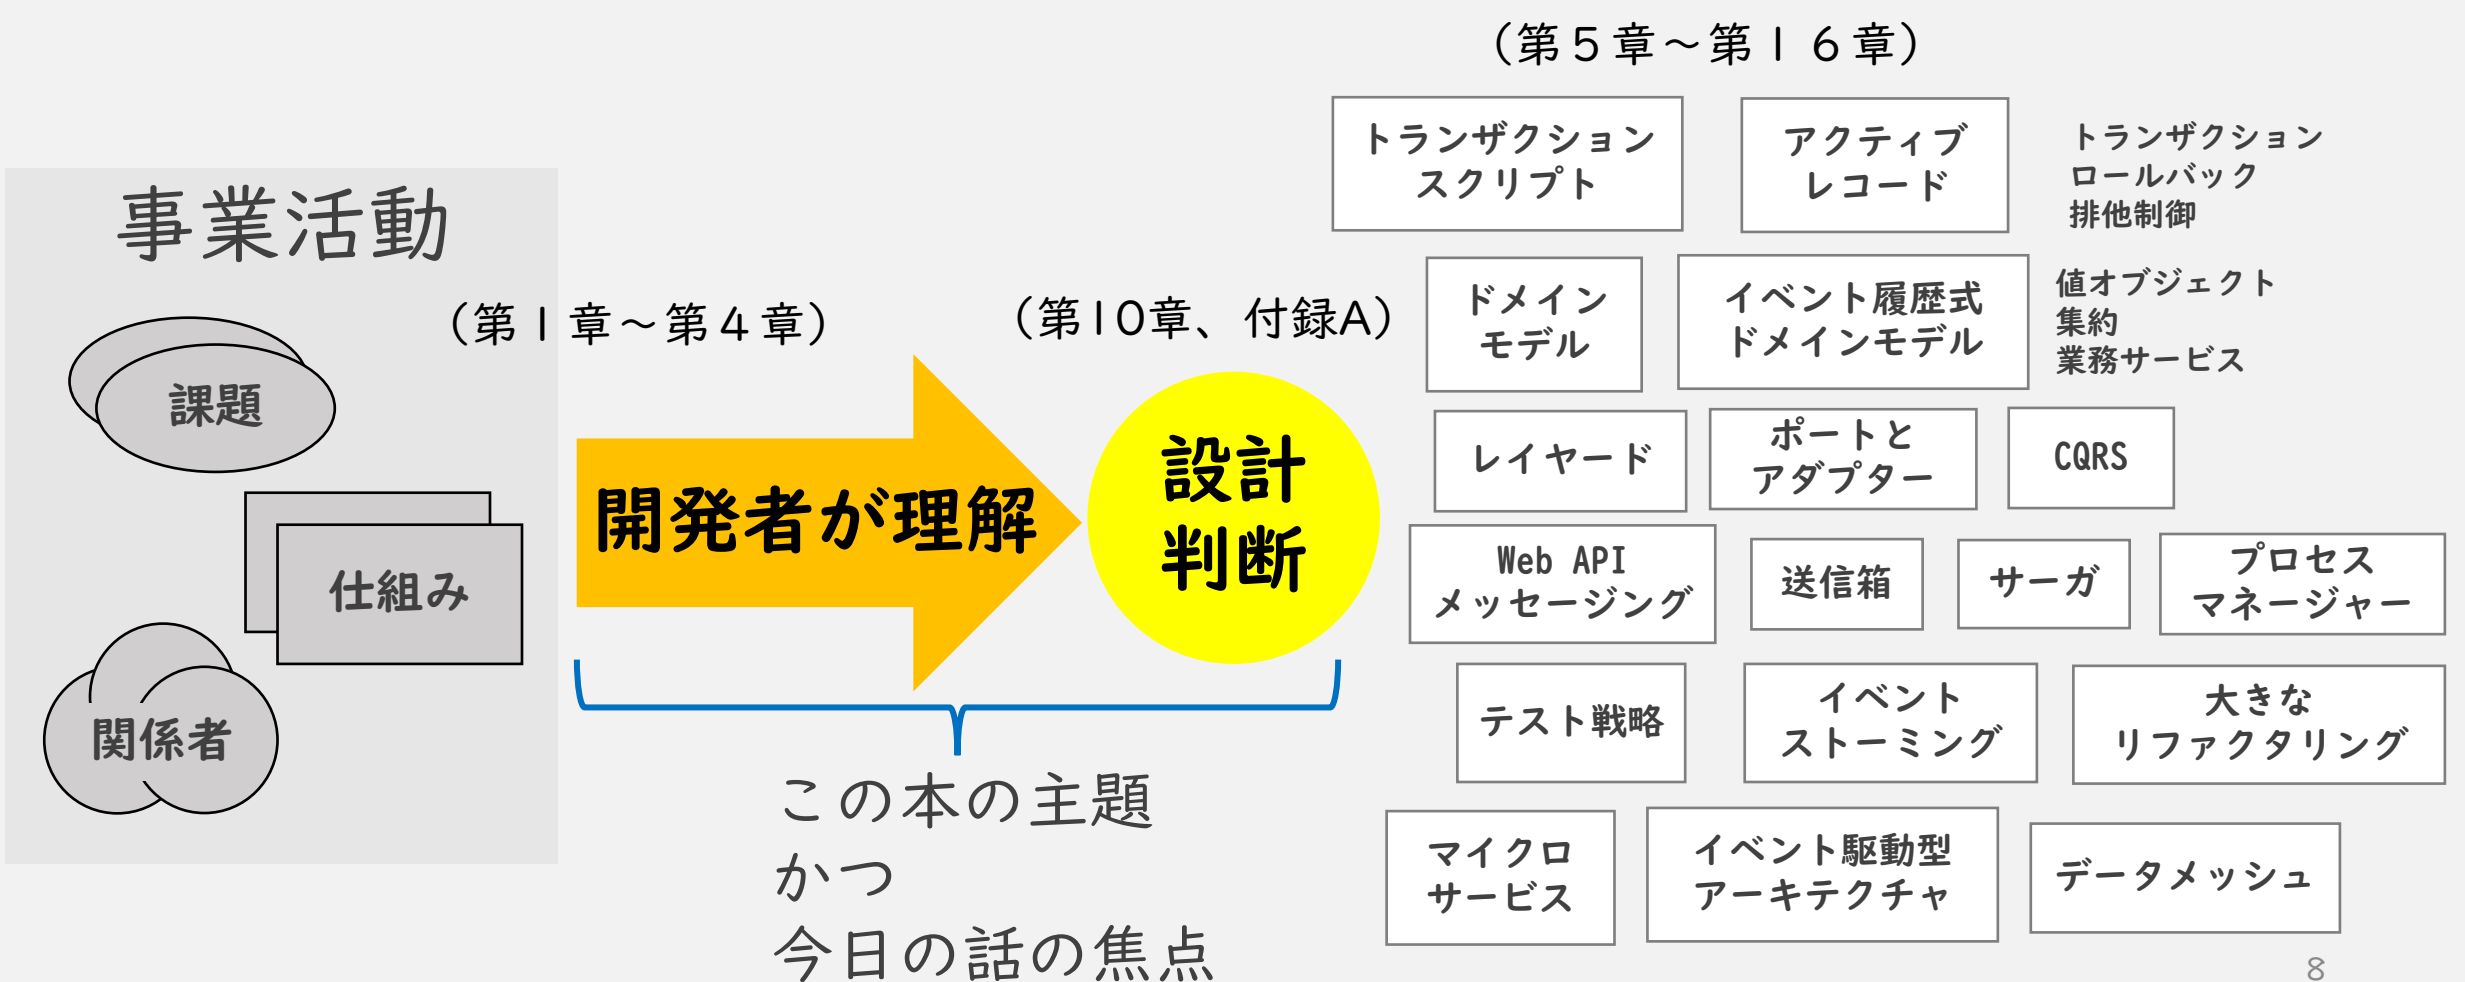 事業活動
課題
仕組み
関係者
（第１章～第４章）
開発者が理解
（第10章、付録A）
設計
判断
この本の主題
かつ
今日の話の焦点
（第５章～第１６章）
トランザクション
スクリプト
アクティブ
レコード
トランザクション
ロールバック
排他制御
ドメイン
モデル
イベント履歴式
ドメインモデル
値オブジェクト
集約
業務サービス
レイヤード
ポートと
アダプター
CQRS
Web API
メッセージング
送信箱
サーガ
プロセス
マネージャー
テスト戦略
イベント
ストーミング
大きな
リファクタリング
マイクロ
サービス
イベント駆動型
アーキテクチャ
データメッシュ
8